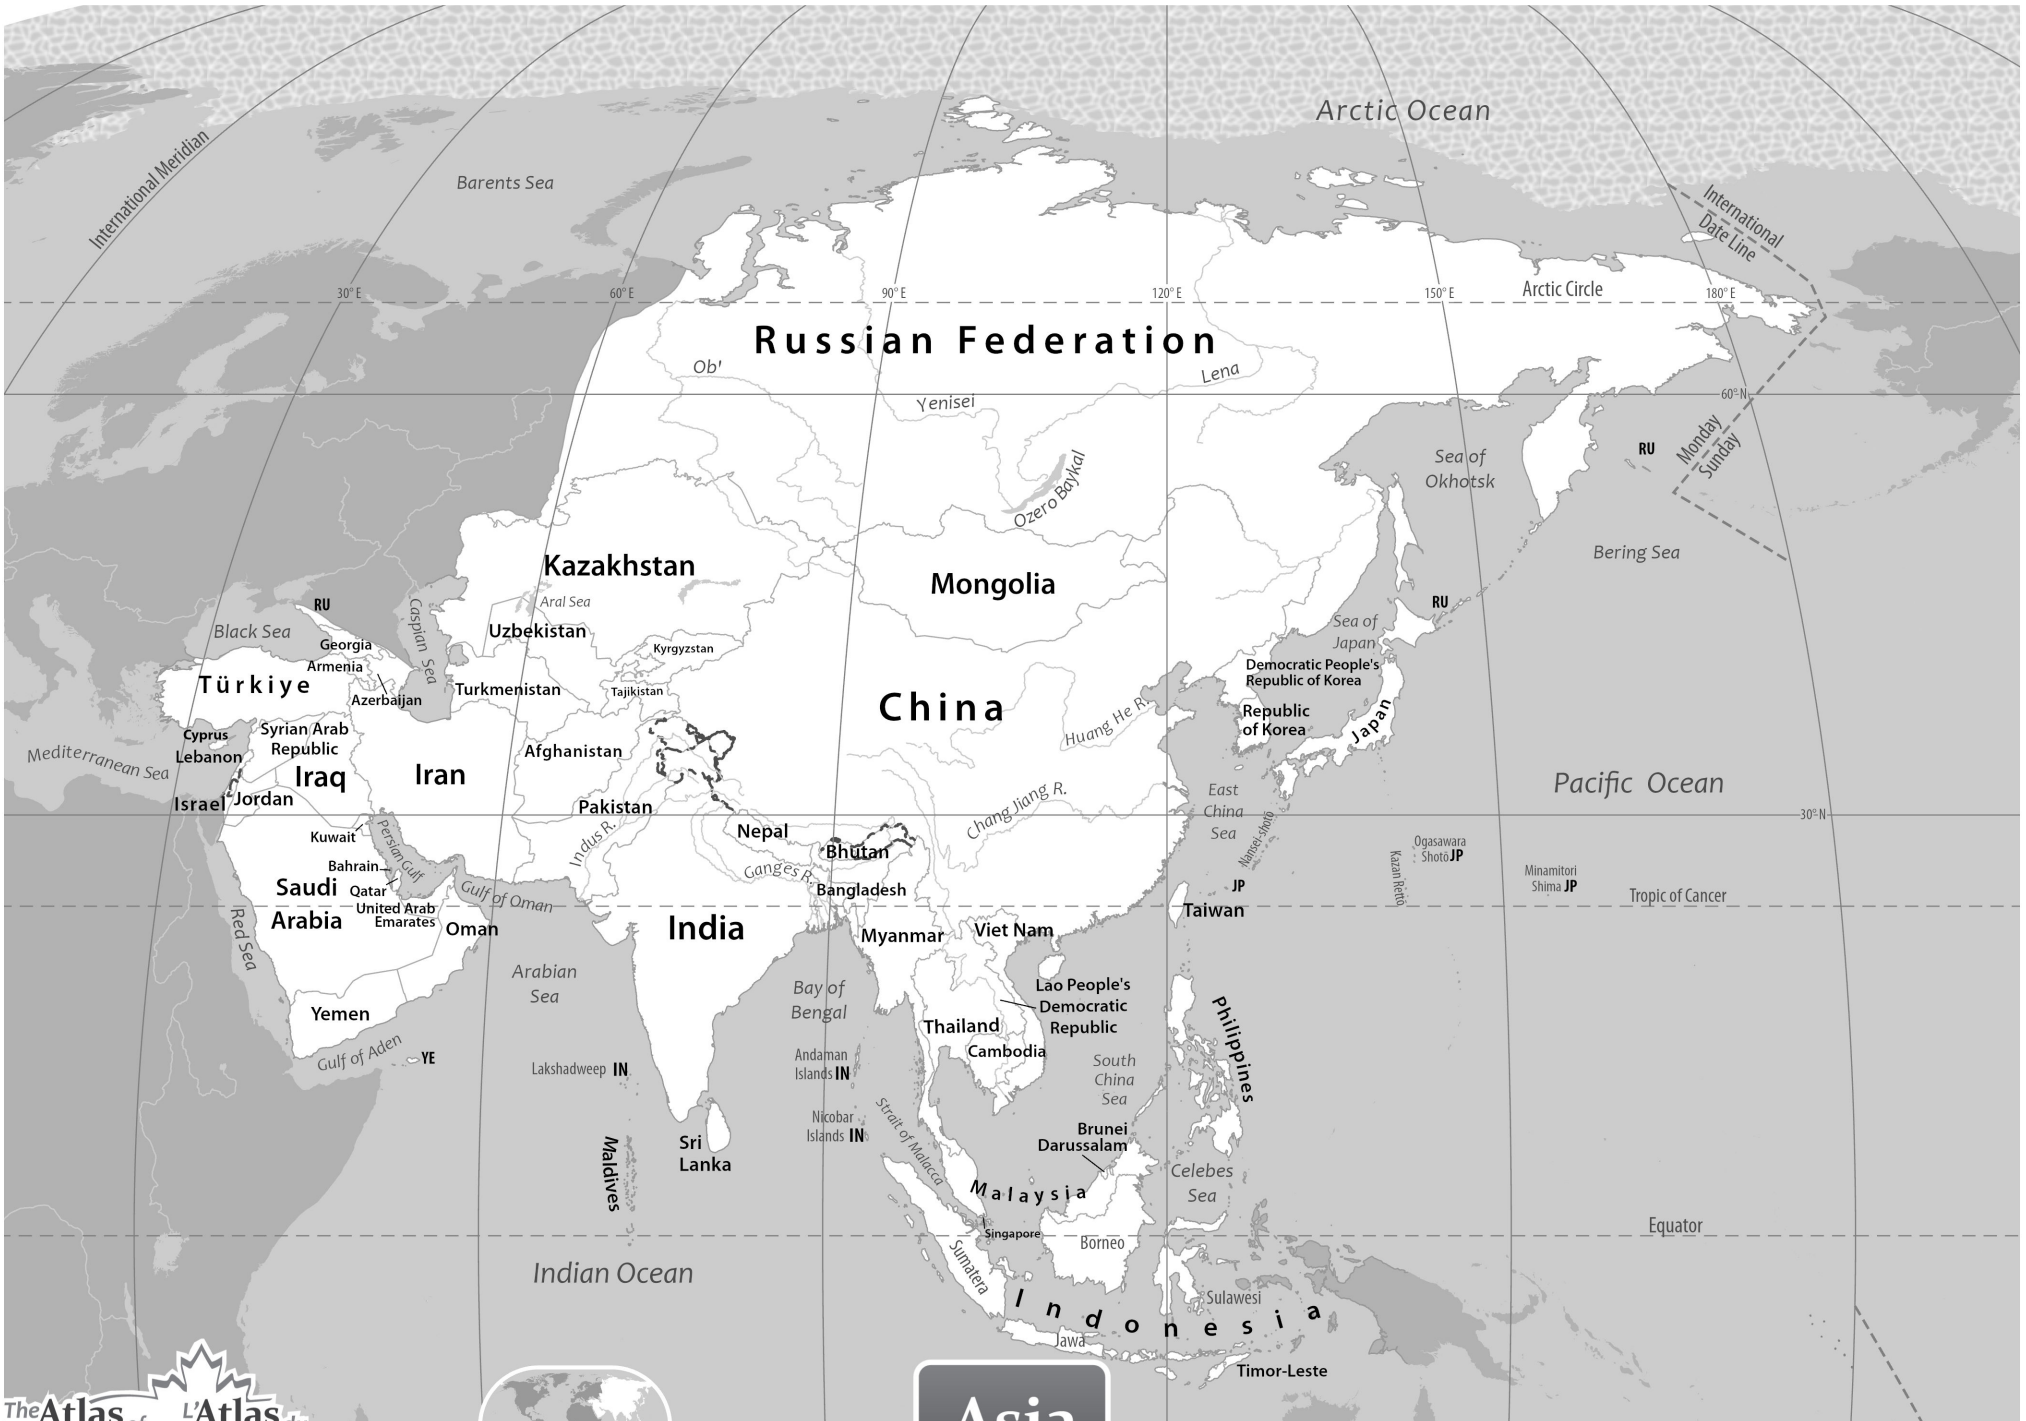 Arctic Ocean
International Meridian
Barents Sea
International
Date Line
30° E
60° E
90° E
120° E
150° E
Arctic Circle
180° E
Russian Federation
Ob'
Lena
Yenisei
60° N
Monday
Sunday
RU
Sea of
Okhotsk
Ozero Baykal
Bering Sea
Kazakhstan
Mongolia
Aral Sea
RU
RU
Black Sea
Caspian Sea
Uzbekistan
Sea of
Japan
Georgia
Kyrgyzstan
Armenia
Democratic People's
Republic of Korea
Türkiye
Turkmenistan
Tajikistan
Azerbaijan
China
Huang He R.
Republic
of Korea
Japan
Cyprus
Syrian Arab
Republic
Mediterranean Sea
Lebanon
Afghanistan
Iraq
Iran
Pacific Ocean
Israel
Jordan
Pakistan
Chang Jiang R.
East
China
Sea
30° N
Kuwait
Persian Gulf
Indus R.
Nepal
Bhutan
Nansei-shotō
Ogasawara
Shotō JP
Kazan Rettō
Bahrain
Ganges R.
Minamitori
Shima JP
Saudi
Arabia
Qatar
Gulf of Oman
Bangladesh
JP
Tropic of Cancer
United Arab
Emarates
Taiwan
Red Sea
Oman
India
Myanmar
Viet Nam
Arabian
Sea
Bay of
Bengal
Lao People's
Democratic
Republic
Yemen
Thailand
Philippines
Gulf of Aden
YE
Cambodia
Lakshadweep IN
Andaman
Islands IN
South
China
Sea
Nicobar
Islands IN
Strait of Malacca
Maldives
Sri
Lanka
Brunei
Darussalam
Celebes
Sea
Malaysia
Singapore
Borneo
Equator
Sumatera
Indian Ocean
Indonesia
Sulawesi
Jawa
Timor-Leste
The Atlas of
L'Atlas
Asia